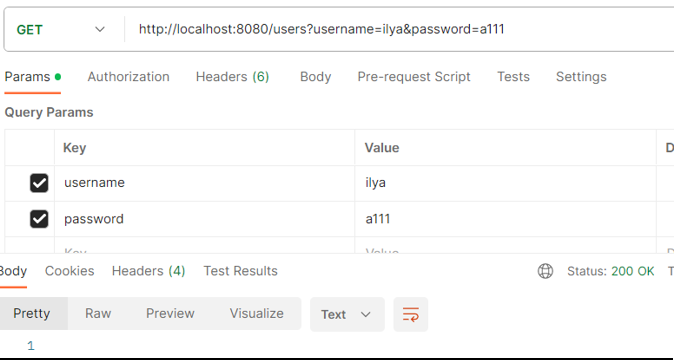 GET http://localhost:8080/users?username=ilya&password=a111
Params Authorization Headers (6) Body Pre-request Script Tests Settings
Query Params
Key Value D
username ilya
password a111
Key Value D
Body Cookies Headers (4) Test Results Status: 200 OK T
Pretty Raw Preview Visualize Text
1